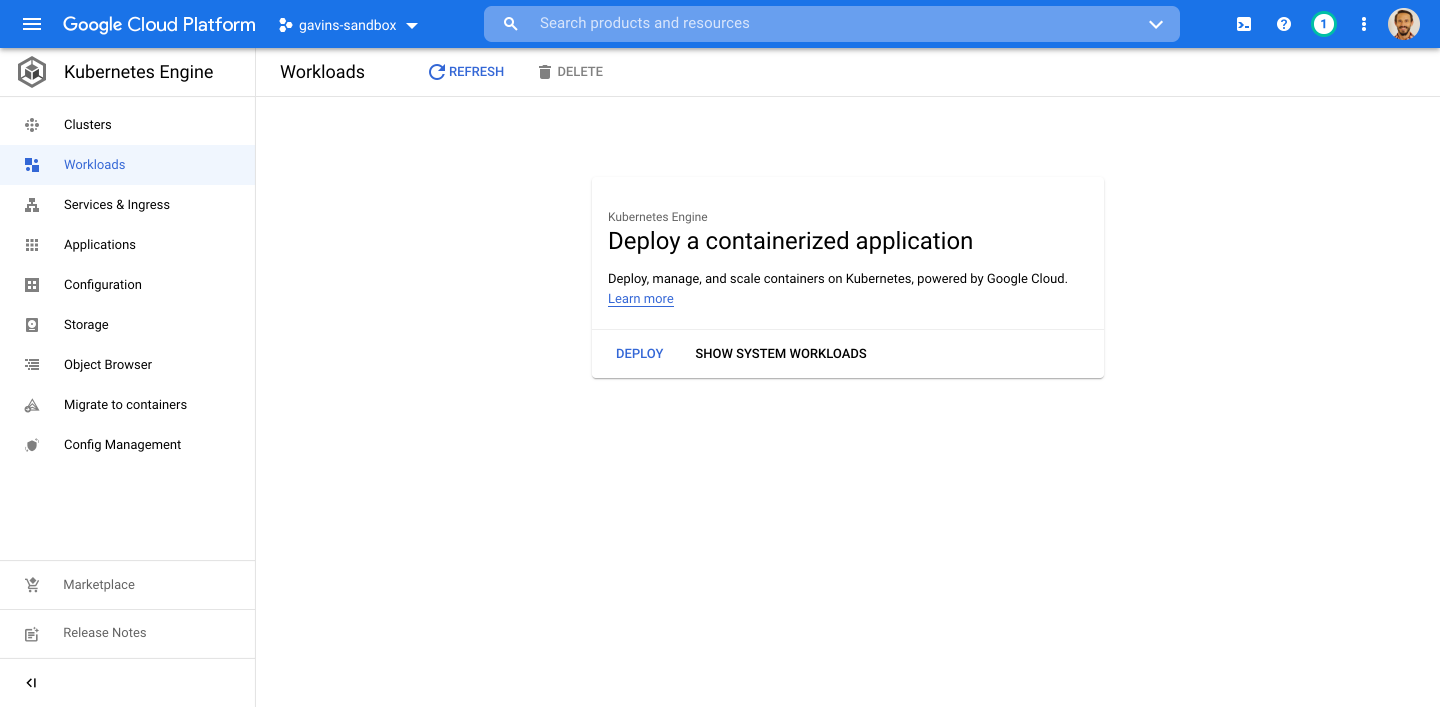 Google Cloud Platform
gavins-sandbox
Search products and resources
1
Kubernetes Engine
Workloads
REFRESH
DELETE
Clusters
Workloads
Services & Ingress
Applications
Configuration
Storage
Object Browser
Migrate to containers
Config Management
Marketplace
Release Notes
Kubernetes Engine
Deploy a containerized application
Deploy, manage, and scale containers on Kubernetes, powered by Google Cloud.
Learn more
DEPLOY
SHOW SYSTEM WORKLOADS